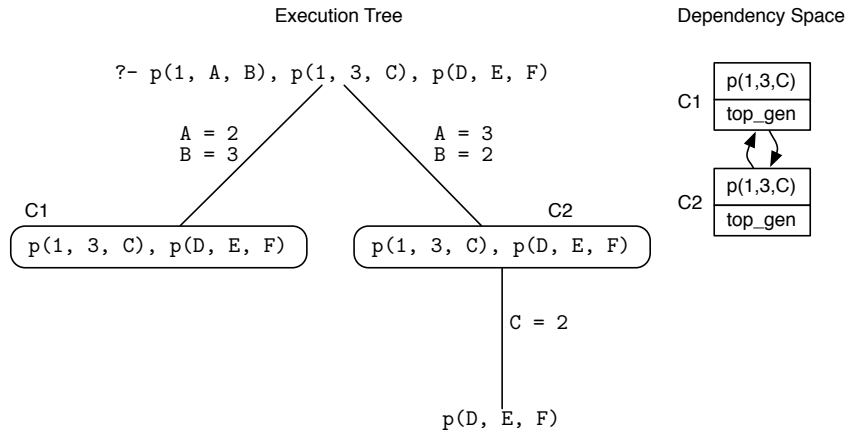 Execution Tree
Dependency Space
?- p(1, A, B), p(1, 3, C), p(D, E, F)
A = 2
B = 3
A = 3
B = 2
C1
p(1, 3, C), p(D, E, F)
C2
p(1, 3, C), p(D, E, F)
C = 2
p(D, E, F)
C1
p(1,3,C)
top_gen
C2
p(1,3,C)
top_gen